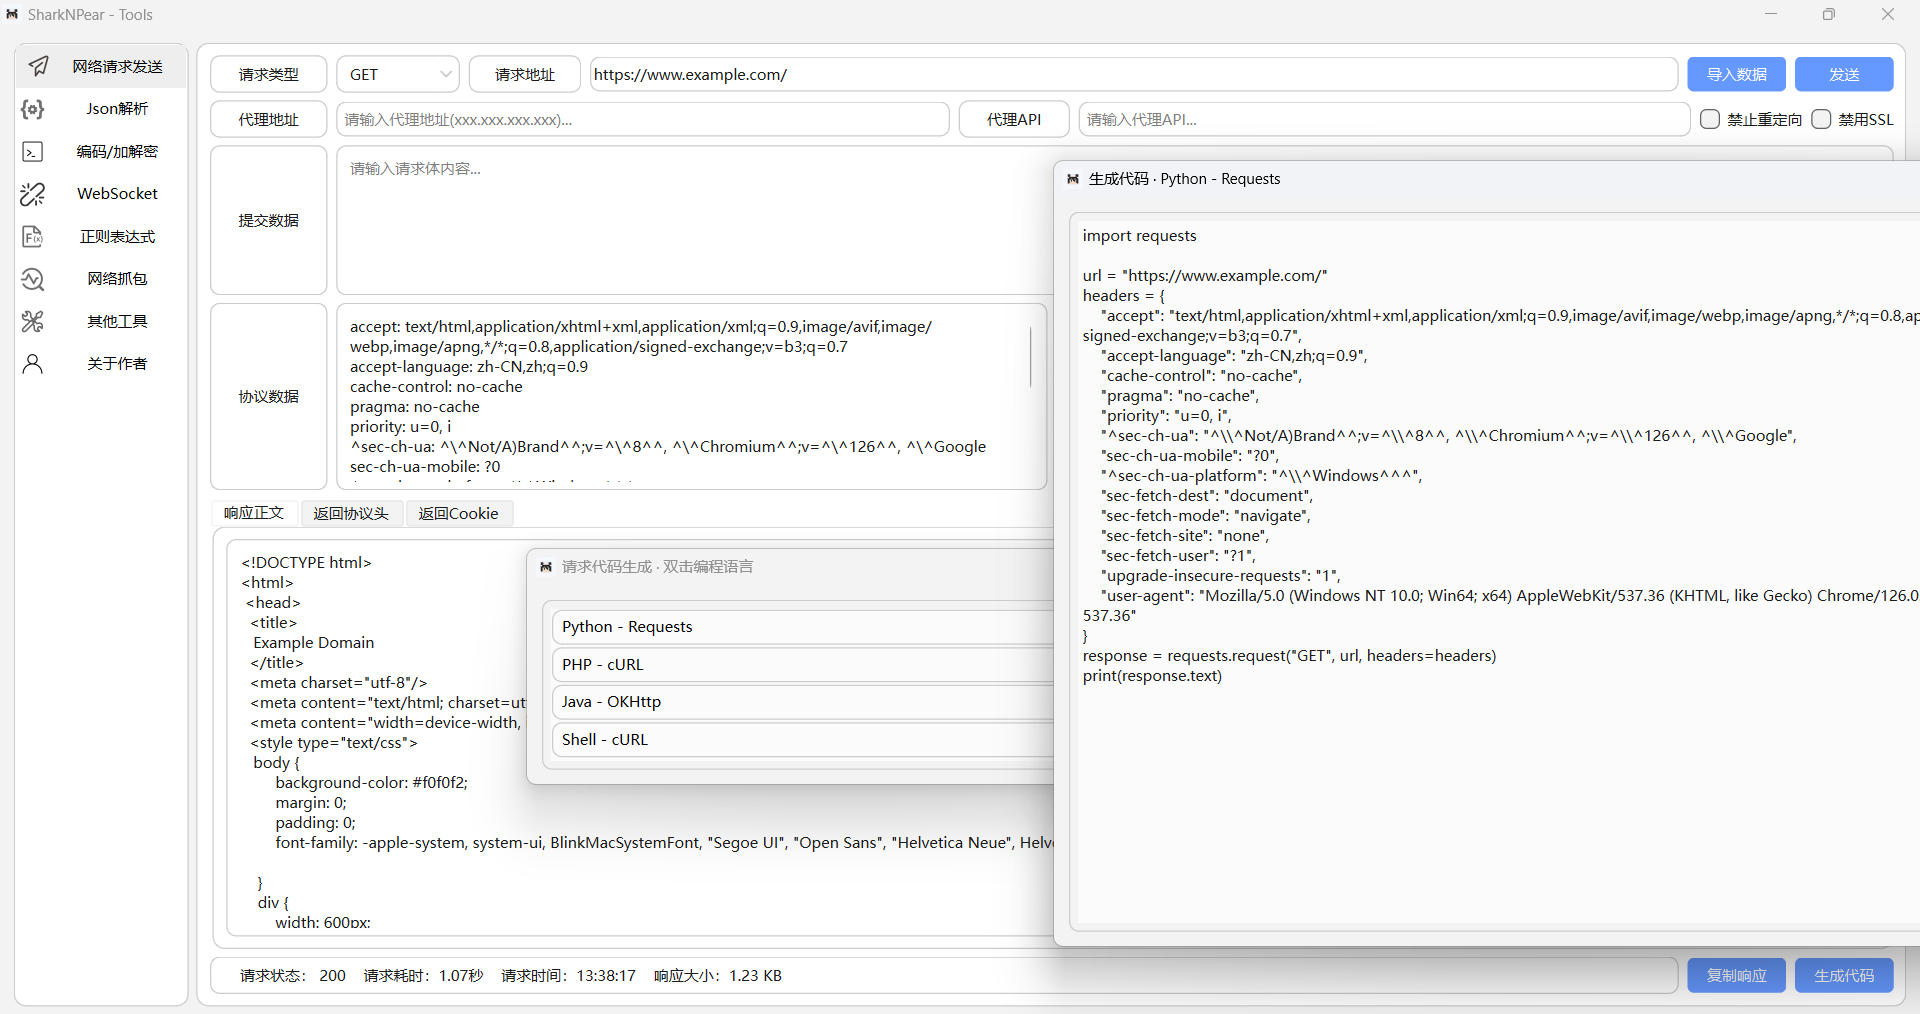 SharkNPear - Tools
网络请求发送
Json解析
编码/加解密
WebSocket
正则表达式
网络抓包
其他工具
关于作者
请求类型
GET
请求地址
https://www.example.com/
导入数据
发送
代理地址
请输入代理地址(xxx.xxx.xxx.xxx)...
代理API
请输入代理API...
禁止重定向
禁用SSL
提交数据
请输入请求体内容...
协议数据
accept: text/html,application/xhtml+xml,application/xml;q=0.9,image/avif,image/
webp,image/apng,*/*;q=0.8,application/signed-exchange;v=b3;q=0.7
accept-language: zh-CN,zh;q=0.9
cache-control: no-cache
pragma: no-cache
priority: u=0, i
^sec-ch-ua: ^\^Not/A)Brand^^;v=^\^8^^, ^\^Chromium^^;v=^\^126^^, ^\^Google
sec-ch-ua-mobile: ?0
响应正文
返回协议头
返回Cookie
<!DOCTYPE html>
<html>
<head>
<title>
Example Domain
</title>
<meta charset="utf-8"/>
<meta content="text/html; charset=ut
<meta content="width=device-width,
<style type="text/css">
body {
background-color: #f0f0f2;
margin: 0;
padding: 0;
font-family: -apple-system, system-ui, BlinkMacSystemFont, "Segoe UI", "Open Sans", "Helvetica Neue", Helv
}
div {
width: 600px;
请求代码生成 · 双击编程语言
Python - Requests
PHP - cURL
Java - OKHttp
Shell - cURL
生成代码 · Python - Requests
import requests
url = "https://www.example.com/"
headers = {
"accept": "text/html,application/xhtml+xml,application/xml;q=0.9,image/avif,image/webp,image/apng,*/*;q=0.8,ap
signed-exchange;v=b3;q=0.7",
"accept-language": "zh-CN,zh;q=0.9",
"cache-control": "no-cache",
"pragma": "no-cache",
"priority": "u=0, i",
"^sec-ch-ua": "^\\^Not/A)Brand^^;v=^\\^8^^, ^\\^Chromium^^;v=^\\^126^^, ^\\^Google",
"sec-ch-ua-mobile": "?0",
"^sec-ch-ua-platform": "^\\^Windows^^^",
"sec-fetch-dest": "document",
"sec-fetch-mode": "navigate",
"sec-fetch-site": "none",
"sec-fetch-user": "?1",
"upgrade-insecure-requests": "1",
"user-agent": "Mozilla/5.0 (Windows NT 10.0; Win64; x64) AppleWebKit/537.36 (KHTML, like Gecko) Chrome/126.0
537.36"
}
response = requests.request("GET", url, headers=headers)
print(response.text)
请求状态: 200 请求耗时: 1.07秒 请求时间: 13:38:17 响应大小: 1.23 KB
复制响应
生成代码